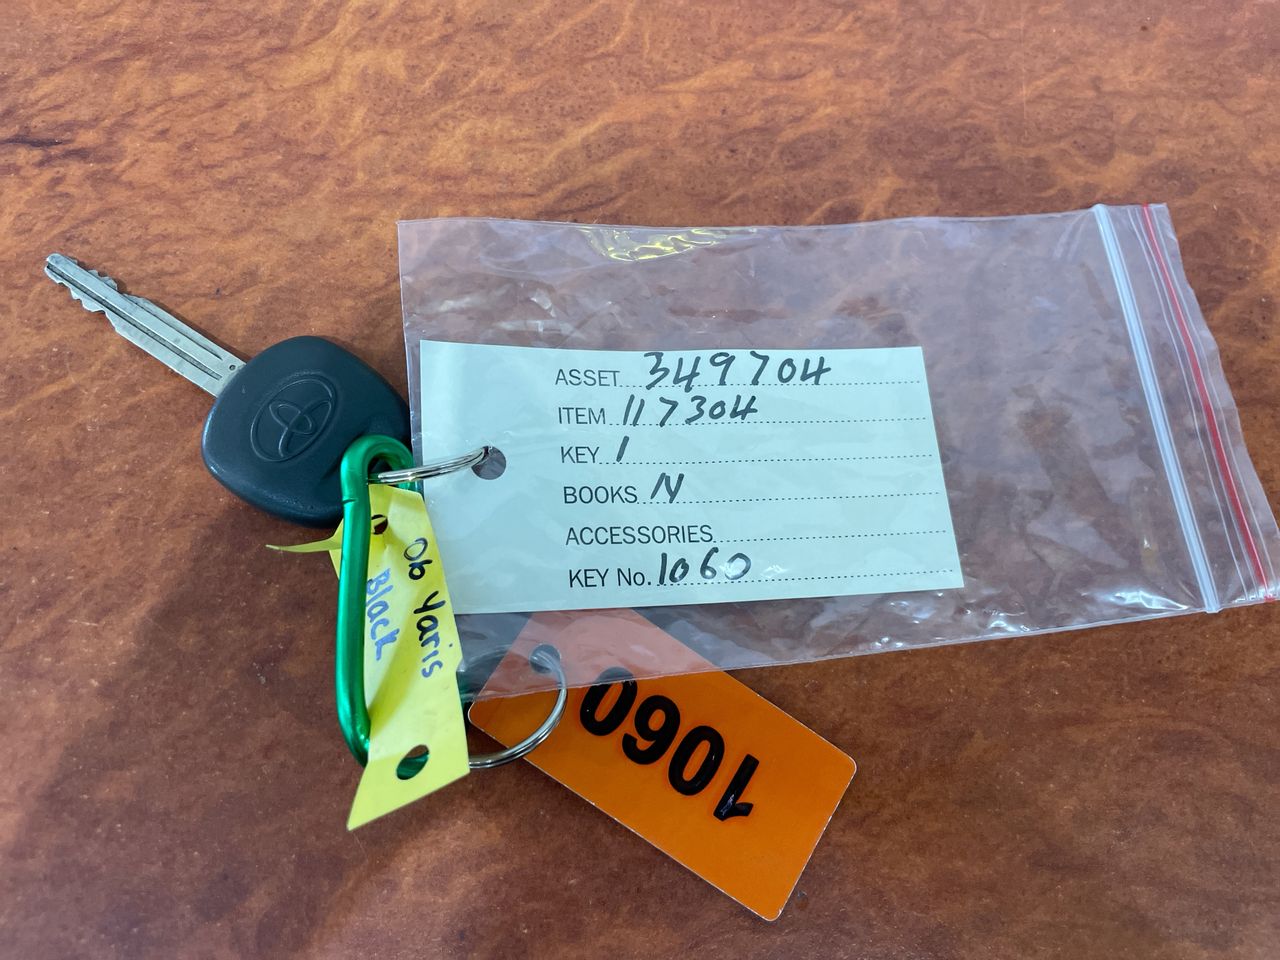 ASSET 349704
ITEM 117304
KEY 1
BOOKS N
ACCESSORIES
KEY No. 1060
06 Yaris
Black
1060